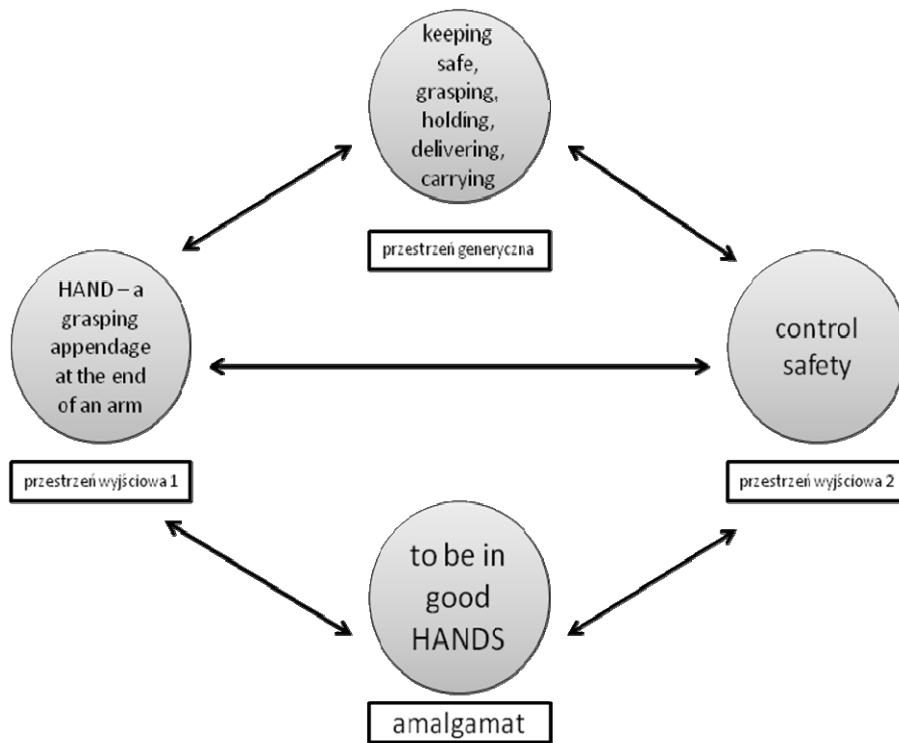 keeping
safe,
grasping,
holding,
delivering,
carrying
przestrzeń generyczna
HAND – a
grasping
appendage
at the end
of an arm
przestrzeń wyjściowa 1
control
safety
przestrzeń wyjściowa 2
to be in
good
HANDS
amalgamat